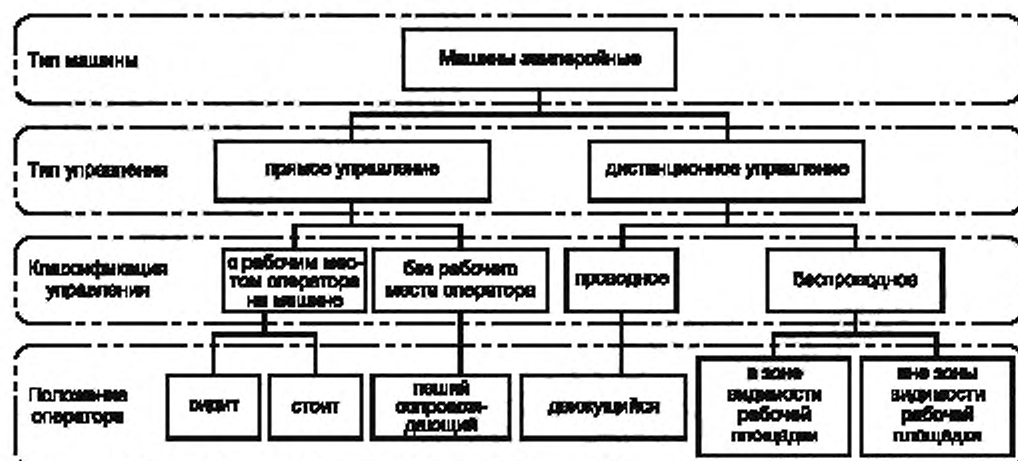 Тип машины
Машины землеройные
Тип управления
прямое управление
дистанционное управление
Классификация
управления
с рабочим мес-
том оператора
на машине
без рабочего
места оператора
проводное
беспроводное
Положение
оператора
сидит
стоит
пеший
сопровож-
дающий
движущийся
в зоне
видимости
рабочей
площадки
вне зоны
видимости
рабочей
площадки